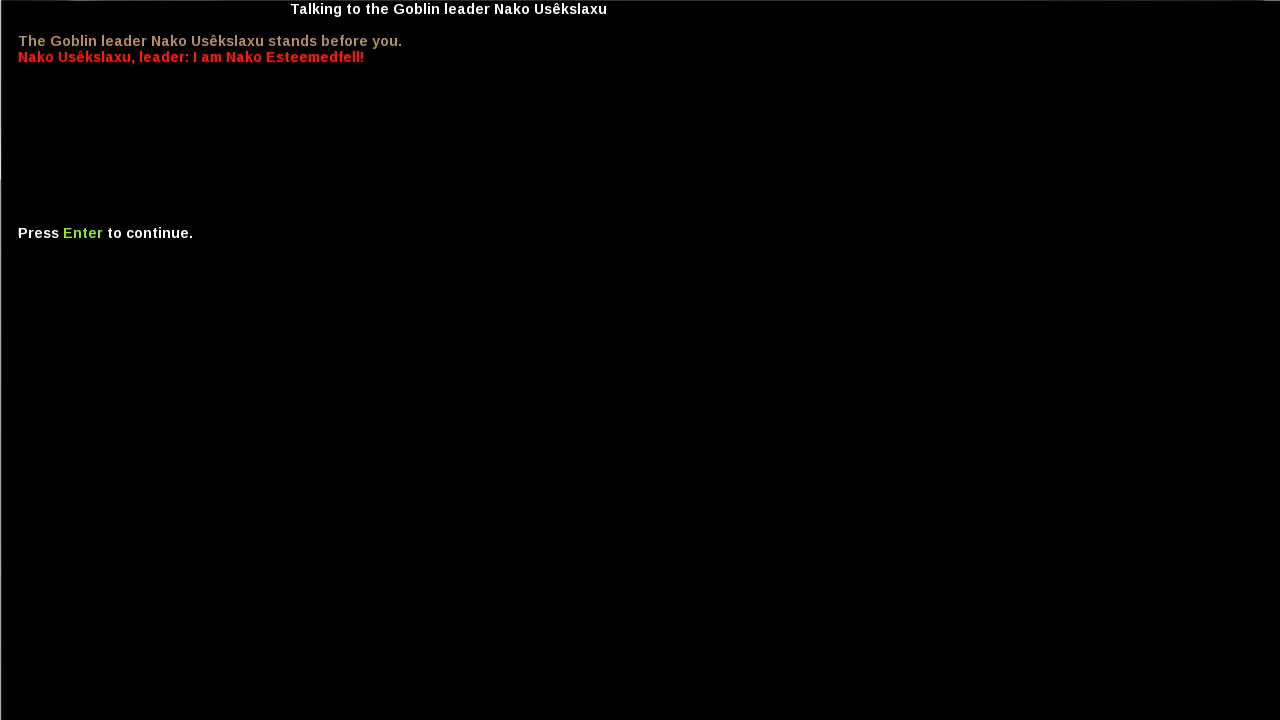 Talking to the Goblin leader Nako Usêkslaxu
The Goblin leader Nako Usêkslaxu stands before you.
Nako Usêkslaxu, leader: I am Nako Esteemedfell!
Press Enter to continue.